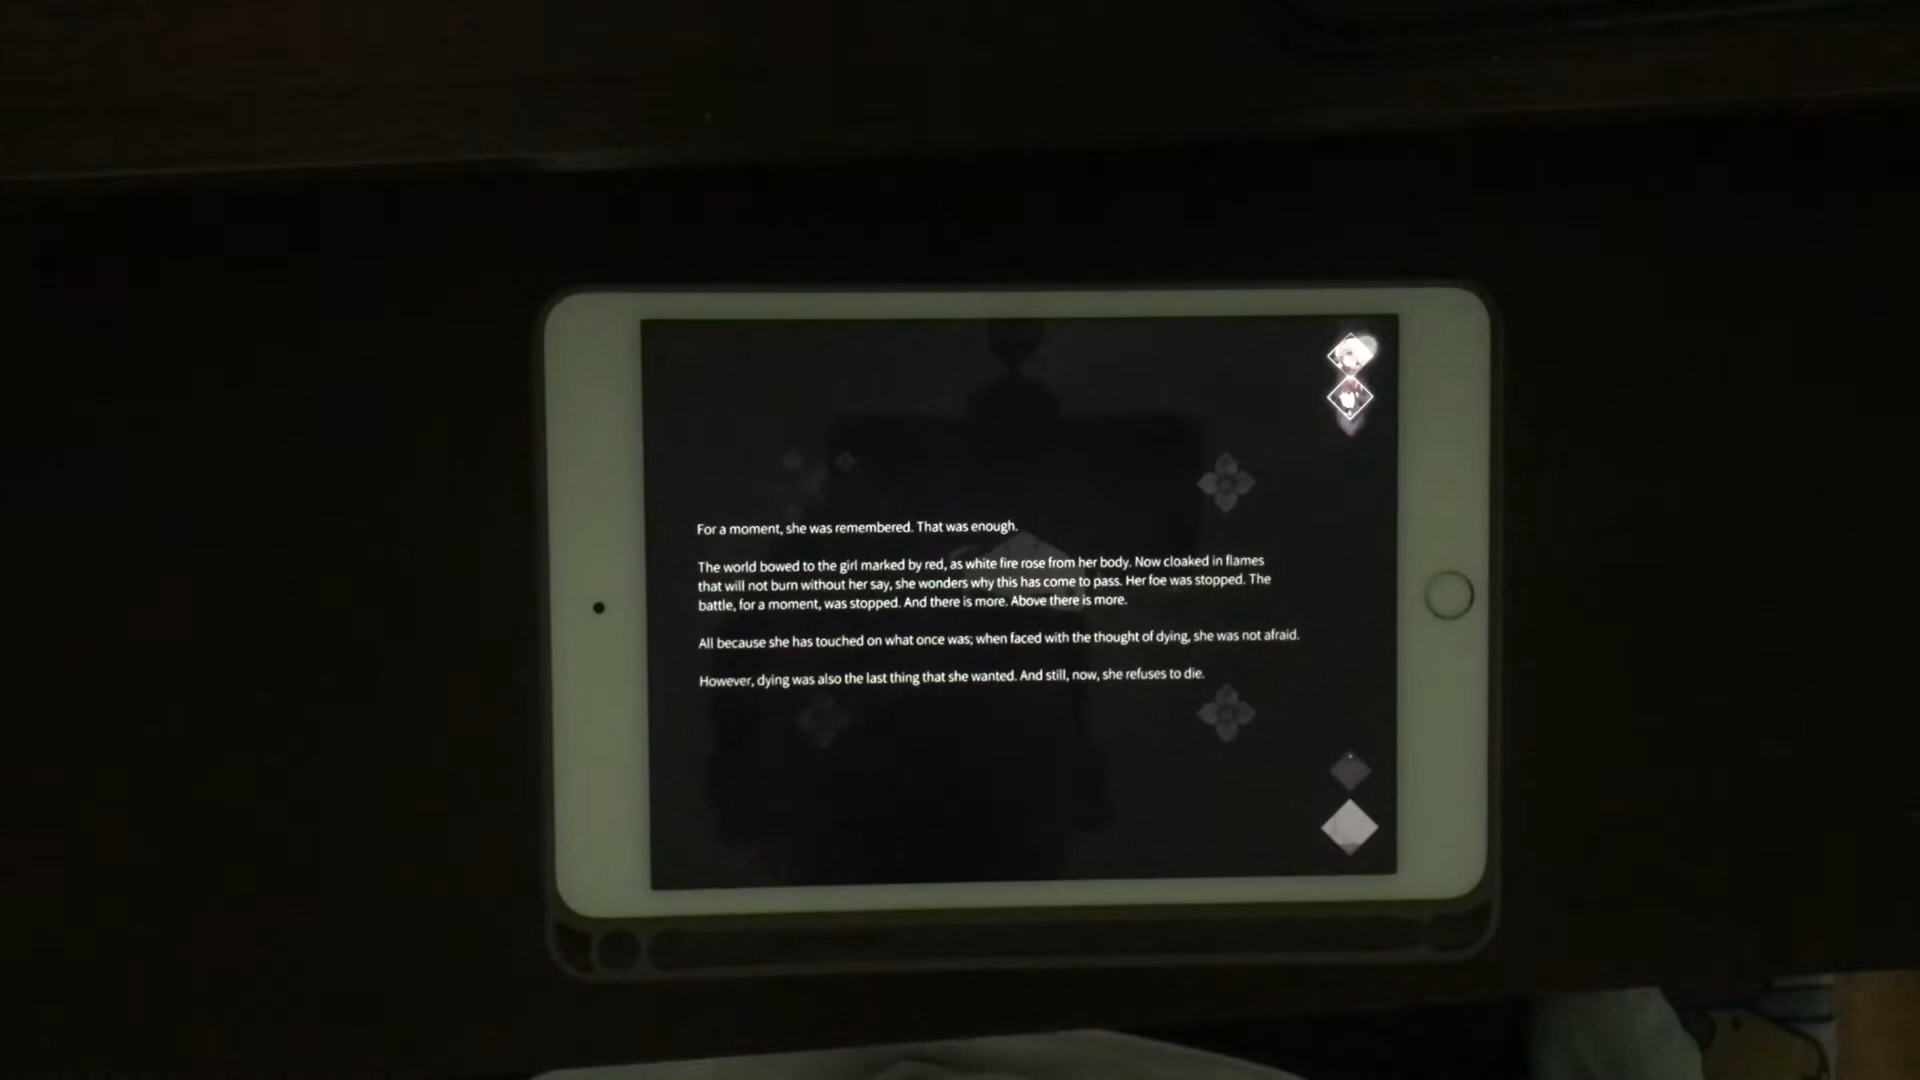 For a moment, she was remembered. That was enough.
The world bowed to the girl marked by red, as white fire rose from her body. Now cloaked in flames
that will not burn without her say, she wonders why this has come to pass. Her foe was stopped. The
battle, for a moment, was stopped. And there is more. Above there is more.
All because she has touched on what once was; when faced with the thought of dying, she was not afraid.
However, dying was also the last thing that she wanted. And still, now, she refuses to die.